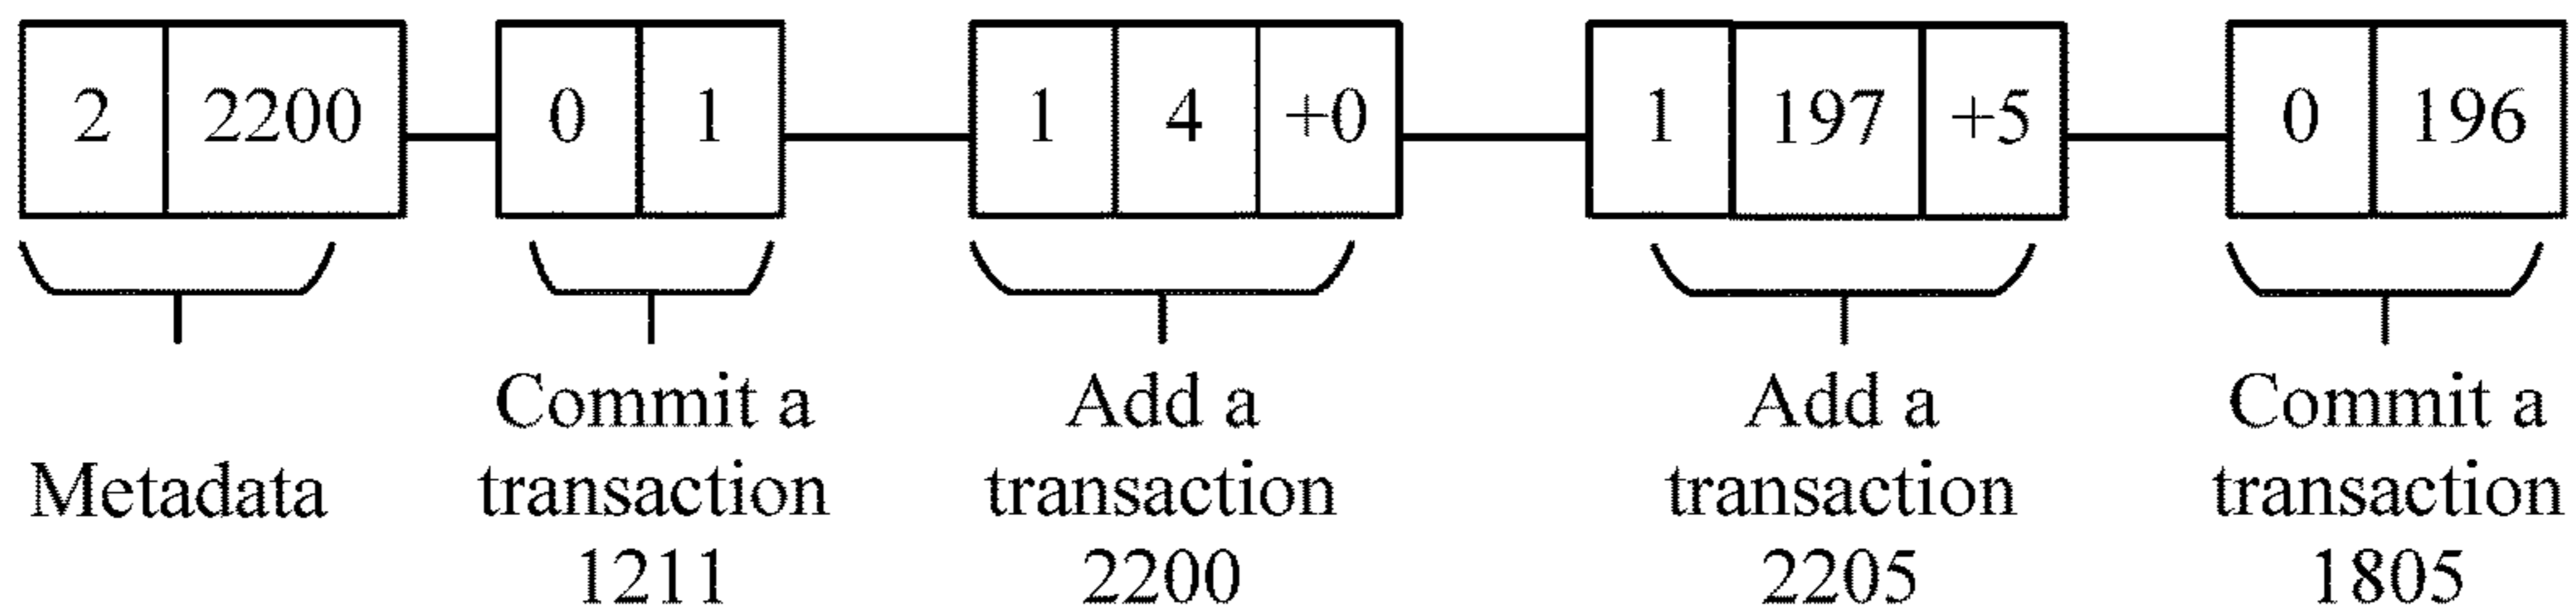 2 2200 0 1 1 4 +0 1 197 +5 0 196
Metadata
Commit a
transaction
1211
Add a
transaction
2200
Add a
transaction
2205
Commit a
transaction
1805